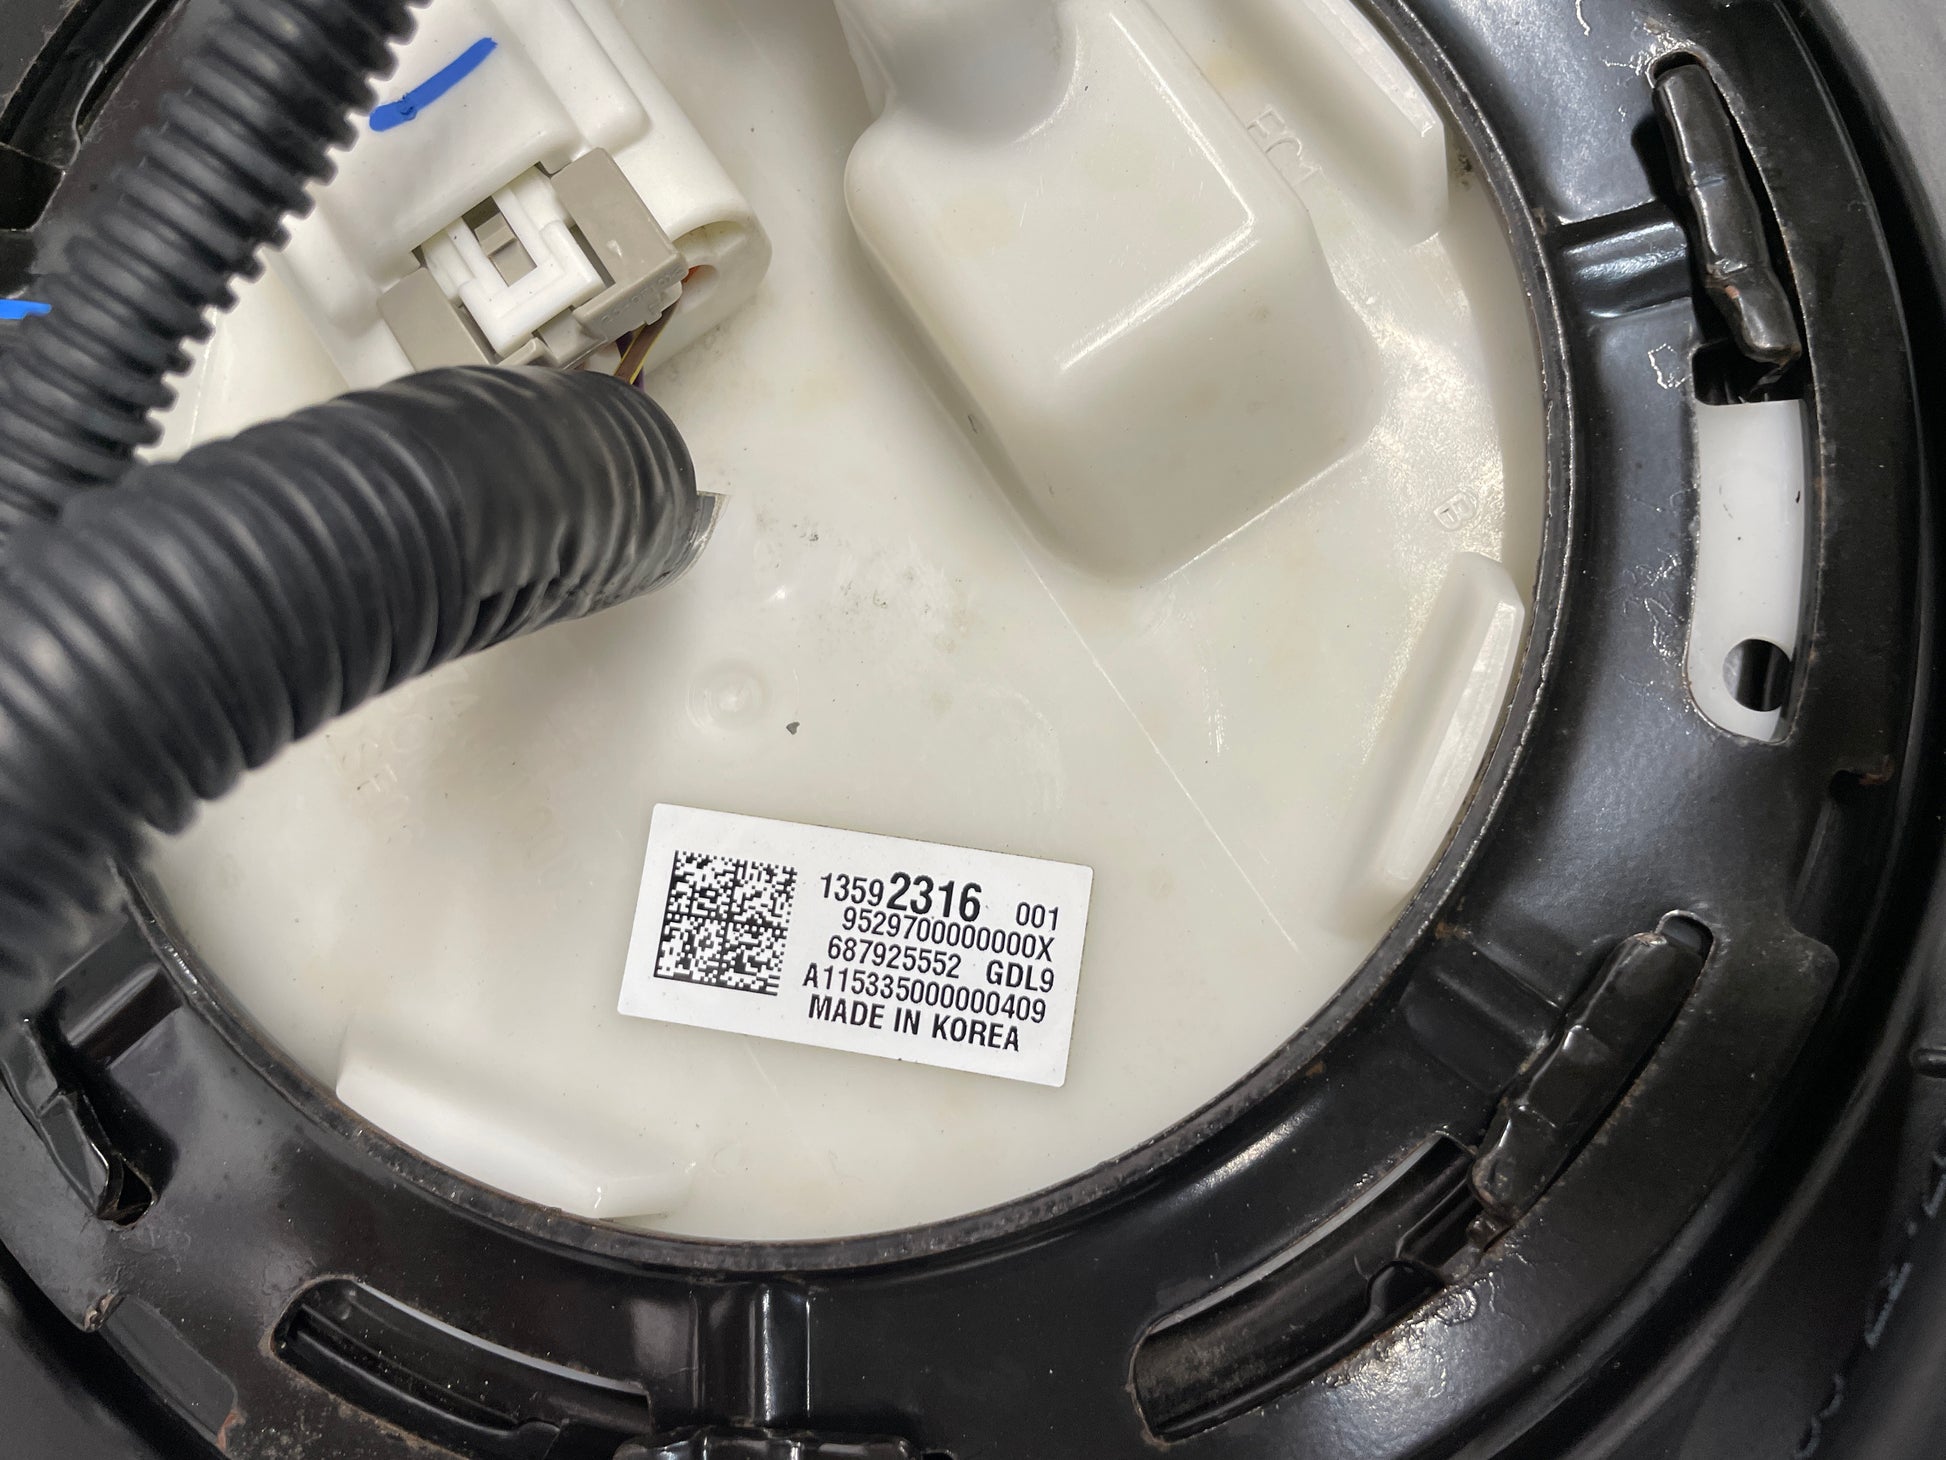 B
13592316 001
9529700000000X
687925552 GDL9
A115335000000409
MADE IN KOREA